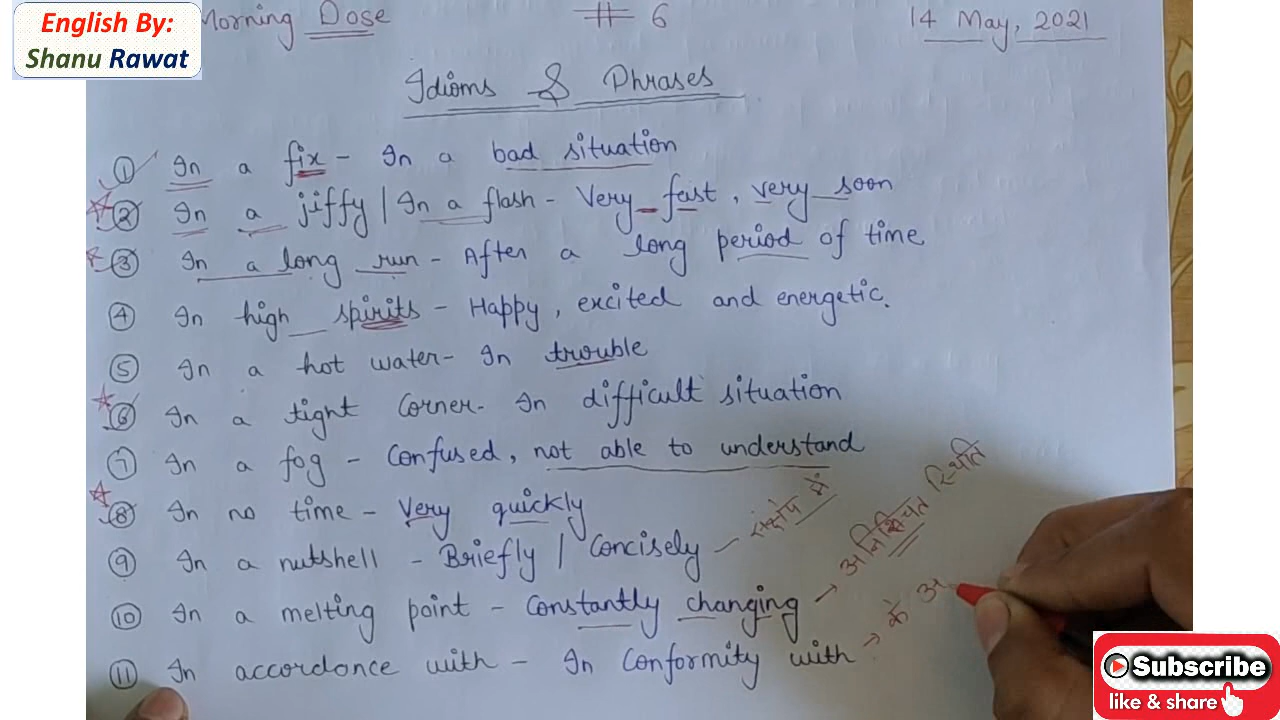 English By:
Shanu Rawat
Morning Dose # 6 14 May, 2021
Idioms & Phrases
① In a fix - In a bad situation
② In a jiffy | In a flash - Very fast, very soon
③ In a long run - After a long period of time
④ In high spirits - Happy, excited and energetic.
⑤ In a hot water - In trouble
⑥ In a tight corner - In difficult situation
⑦ In a fog - Confused, not able to understand
⑧ In no time - Very quickly
⑨ In a nutshell - Briefly | Concisely - संक्षेप में
⑩ In a melting point - Constantly changing → अनिश्चित स्थिति
⑪ In accordonce with - In conformity with → के अ
Subscribe
like & share